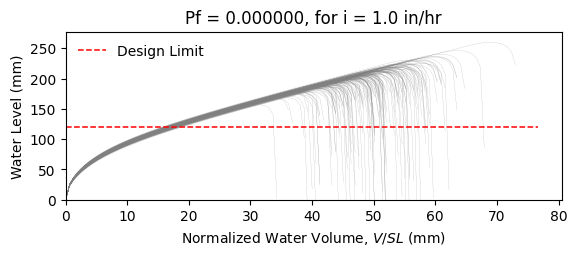 Pf = 0.000000, for i = 1.0 in/hr
Design Limit
Water Level (mm)
250
200
150
100
50
0
0 10 20 30 40 50 60 70 80
Normalized Water Volume, V/SL (mm)